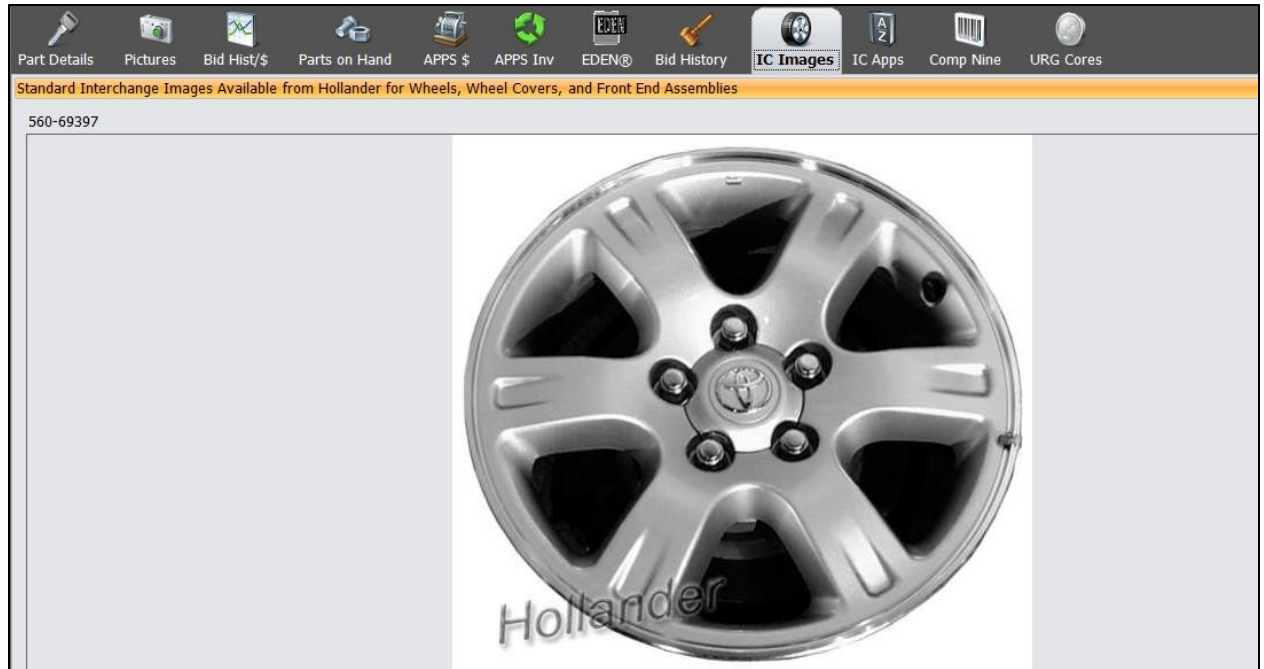 Part Details Pictures Bid Hist/$ Parts on Hand APPS $ APPS Inv EDEN® Bid History IC Images IC Apps Comp Nine URG Cores
Standard Interchange Images Available from Hollander for Wheels, Wheel Covers, and Front End Assemblies
560-69397
Hollander